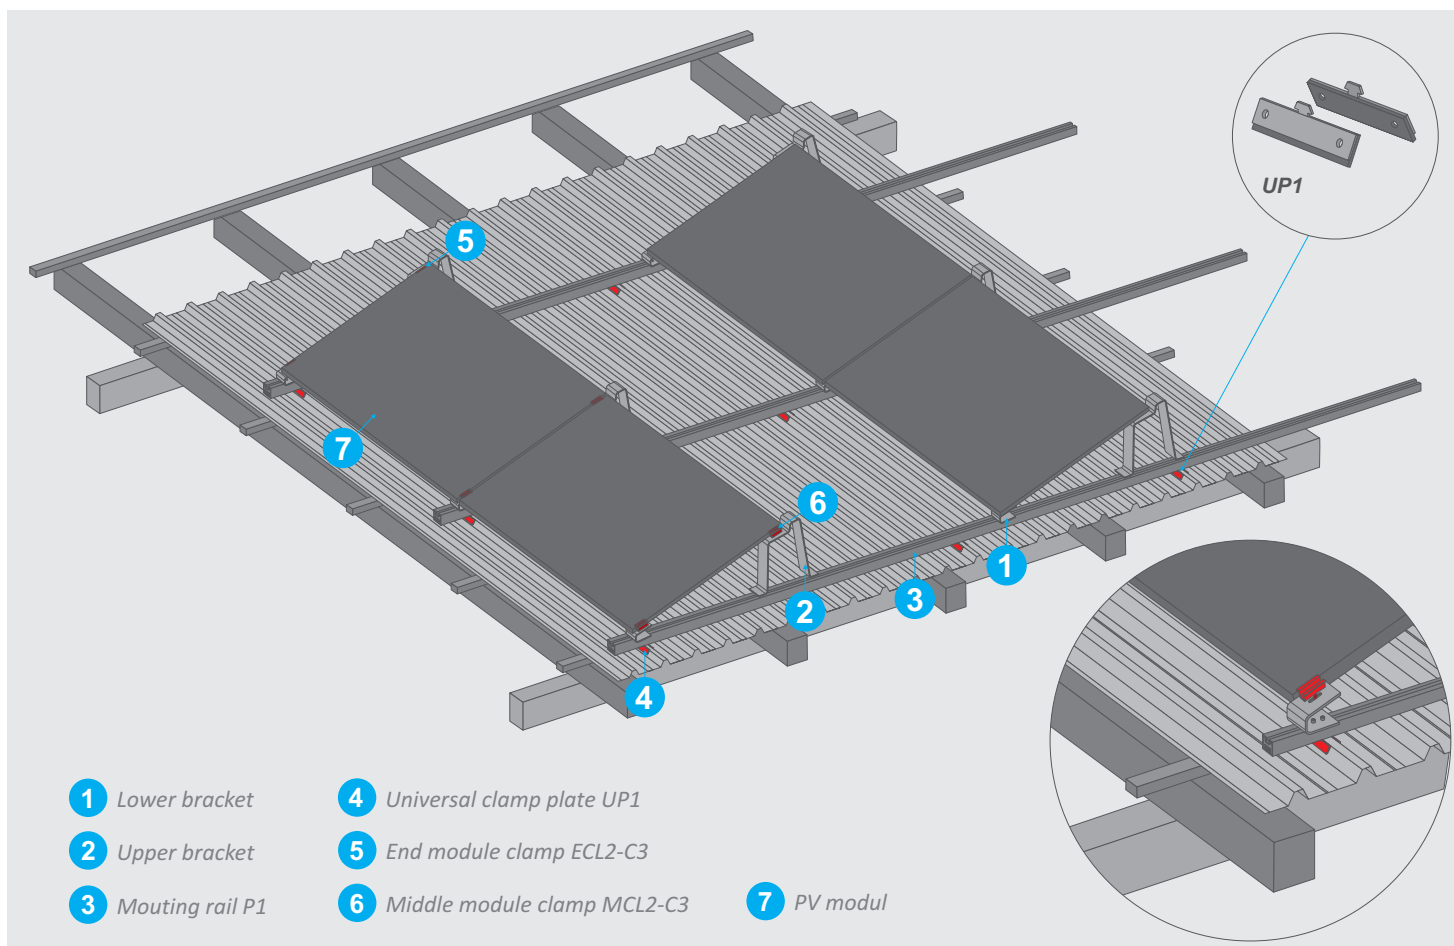 UP1
5
7
6
1
2
3
4
1 Lower bracket
2 Upper bracket
3 Mouting rail P1
4 Universal clamp plate UP1
5 End module clamp ECL2-C3
6 Middle module clamp MCL2-C3
7 PV modul